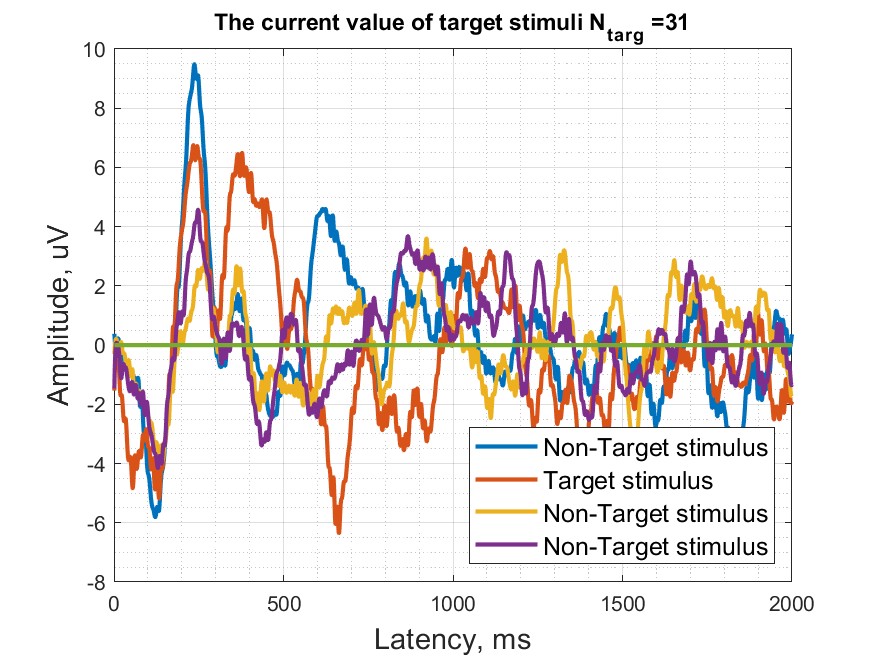 The current value of target stimuli N_targ =31
Amplitude, uV
10
8
6
4
2
0
-2
-4
-6
-8
Non-Target stimulus
Target stimulus
Non-Target stimulus
Non-Target stimulus
0 500 1000 1500 2000
Latency, ms